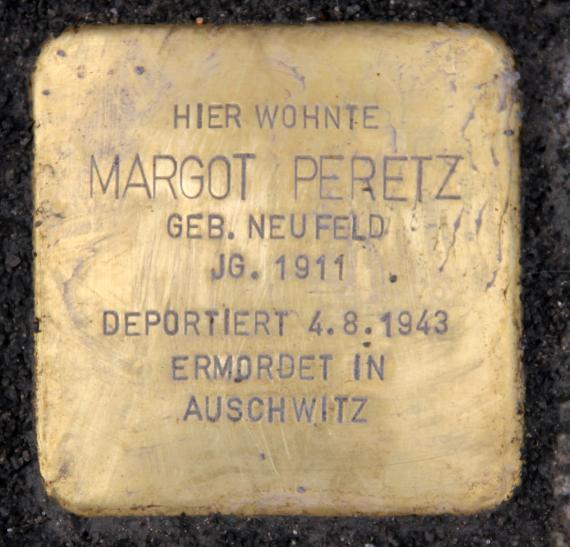 HIER WOHNTE
MARGOT PERETZ
GEB. NEUFELD
JG. 1911
DEPORTIERT 4.8.1943
ERMORDET IN
AUSCHWITZ